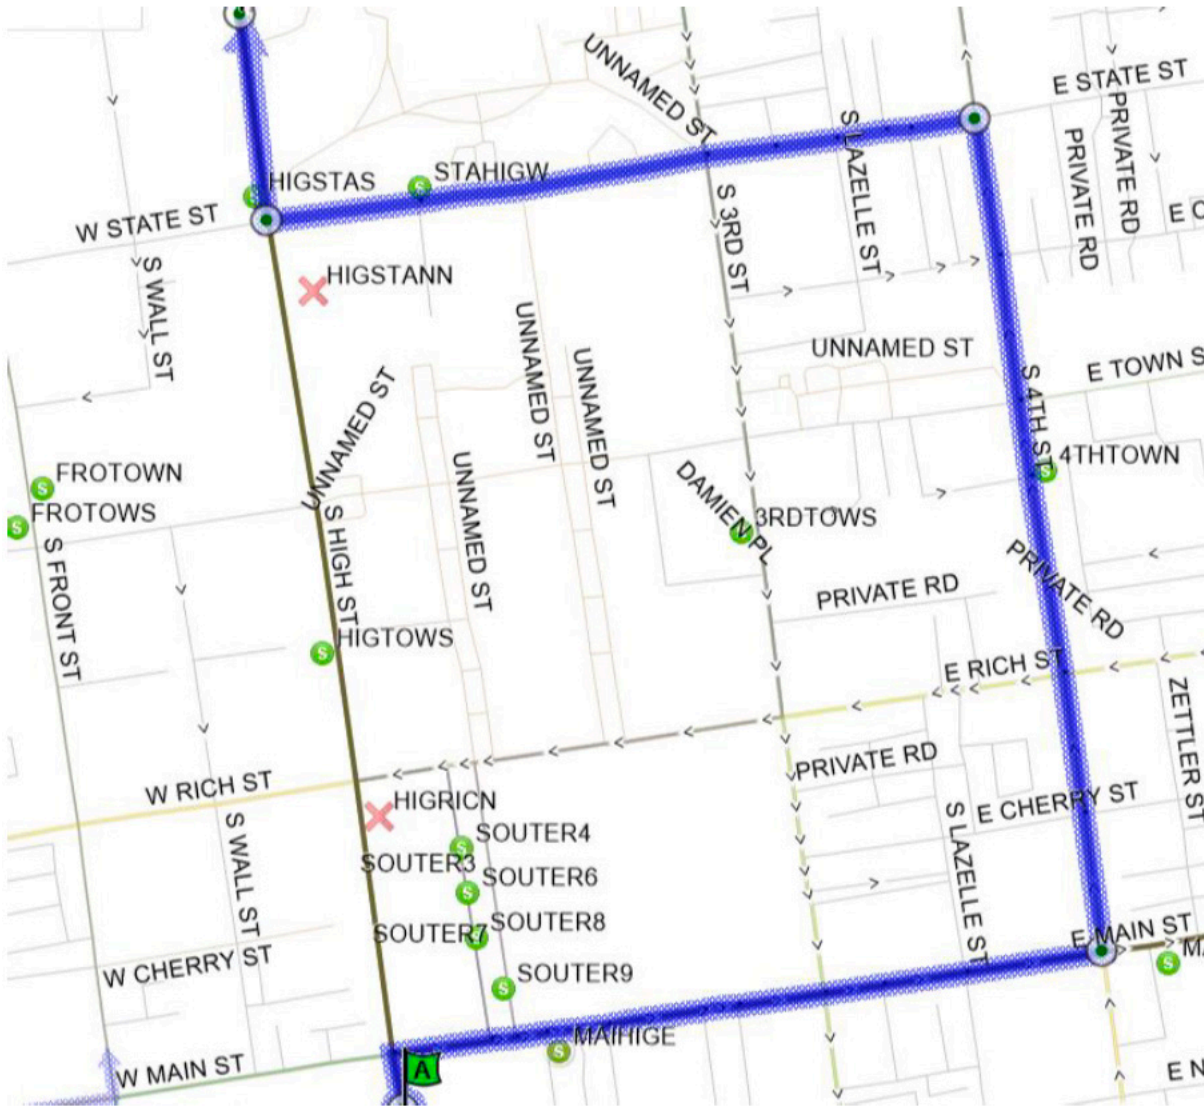 UNNAMED ST
E STATE ST
PRIVATE RD
PRIVATE RD
S LAZELLE ST
STAHIGW
HIGSTAS
W STATE ST
S 3RD ST
E C
HIGSTANN
S WALL ST
UNNAMED ST
UNNAMED ST
UNNAMED ST
E TOWN S
S 4TH ST
UNNAMED ST
UNNAMED ST
4THTOWN
FROTOWN
FROTOWS
DAMIEN PL
3RDTOWS
S HIGH ST
S FRONT ST
PRIVATE RD
PRIVATE RD
HIGTOWS
E RICH ST
ZETTLER ST
PRIVATE RD
W RICH ST
HIGRICN
E CHERRY ST
S WALL ST
S LAZELLE ST
SOUTER4
SOUTER3
SOUTER6
SOUTER8
SOUTER7
E MAIN ST
MA
W CHERRY ST
SOUTER9
MAIHIGE
W MAIN ST
A
E N